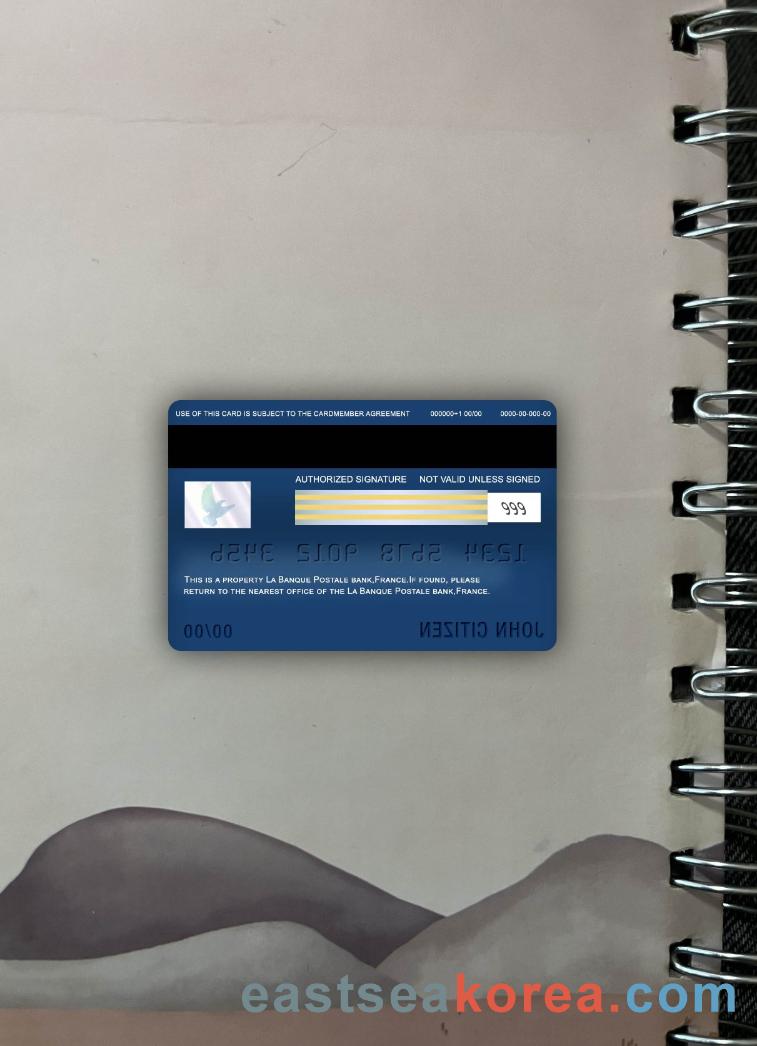 USE OF THIS CARD IS SUBJECT TO THE CARDMEMBER AGREEMENT 000000+1 00/00 0000-00-000-00
AUTHORIZED SIGNATURE NOT VALID UNLESS SIGNED
999
1234 5678 9012 3456
THIS IS A PROPERTY LA BANQUE POSTALE BANK,FRANCE.IF FOUND, PLEASE
RETURN TO THE NEAREST OFFICE OF THE LA BANQUE POSTALE BANK,FRANCE.
00/00 JOHN CITIZEN
eastseakorea.com